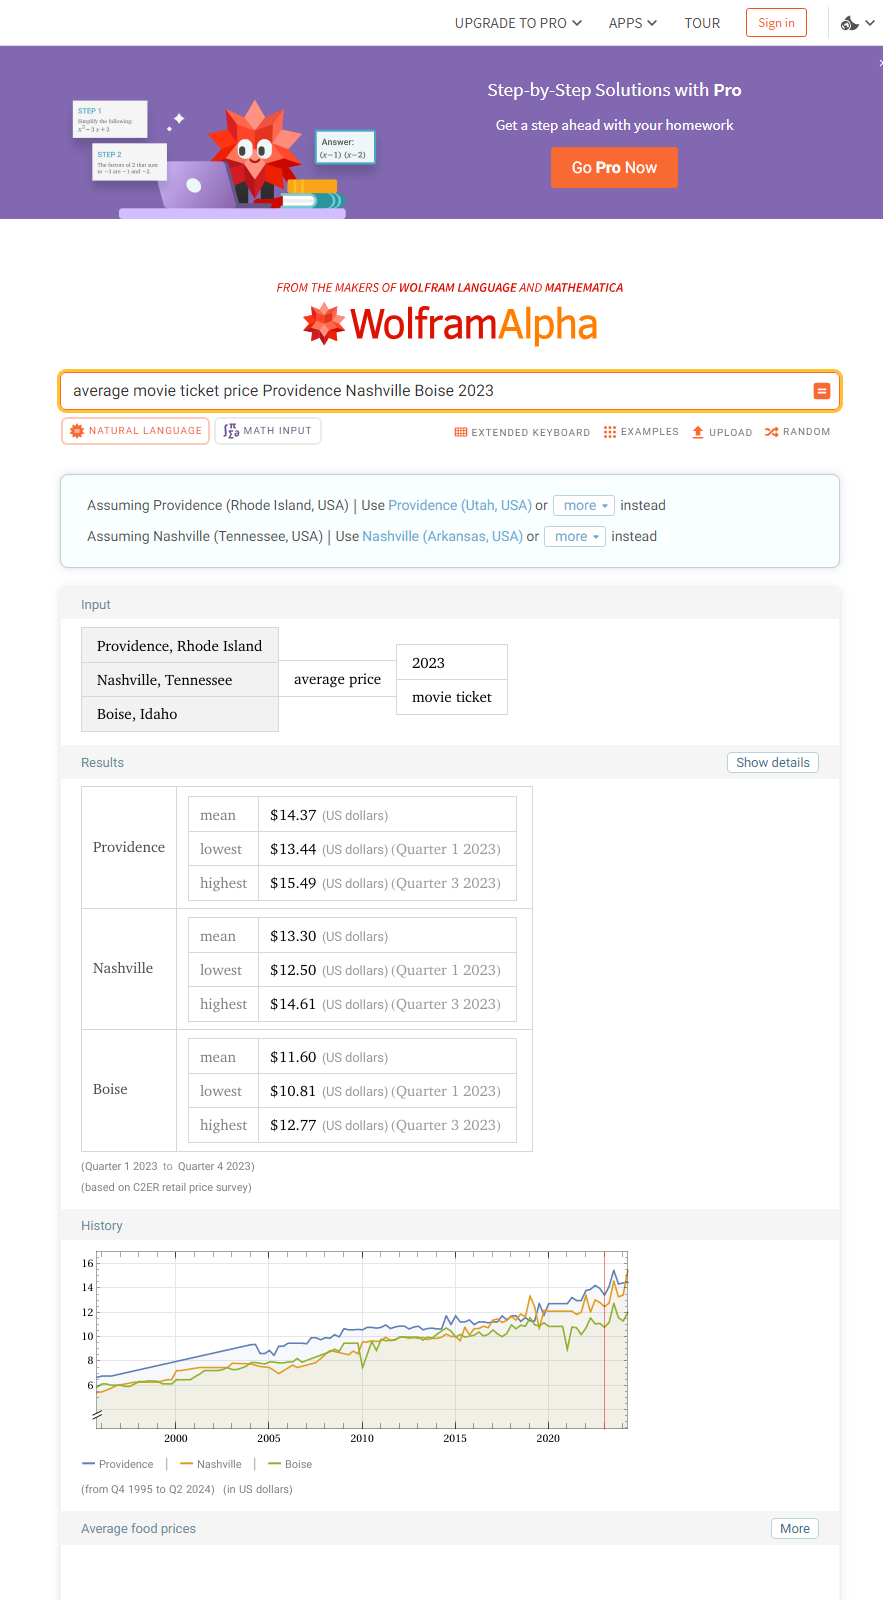 UPGRADE TO PRO APPS TOUR Sign in
STEP 1
Simplify the following:
x² − 3 x + 2
STEP 2
The factors of 2 that sum
to −3 are −1 and −2.
Answer:
(x−1) (x−2)
Step-by-Step Solutions with Pro
Get a step ahead with your homework
Go Pro Now
FROM THE MAKERS OF WOLFRAM LANGUAGE AND MATHEMATICA
WolframAlpha
average movie ticket price Providence Nashville Boise 2023
NATURAL LANGUAGE MATH INPUT EXTENDED KEYBOARD EXAMPLES UPLOAD RANDOM
Assuming Providence (Rhode Island, USA) | Use Providence (Utah, USA) or more instead
Assuming Nashville (Tennessee, USA) | Use Nashville (Arkansas, USA) or more instead
Input
Providence, Rhode Island
Nashville, Tennessee
Boise, Idaho
average price
2023
movie ticket
Results Show details
Providence
mean $14.37 (US dollars)
lowest $13.44 (US dollars) (Quarter 1 2023)
highest $15.49 (US dollars) (Quarter 3 2023)
Nashville
mean $13.30 (US dollars)
lowest $12.50 (US dollars) (Quarter 1 2023)
highest $14.61 (US dollars) (Quarter 3 2023)
Boise
mean $11.60 (US dollars)
lowest $10.81 (US dollars) (Quarter 1 2023)
highest $12.77 (US dollars) (Quarter 3 2023)
(Quarter 1 2023 to Quarter 4 2023)
(based on C2ER retail price survey)
History
16
14
12
10
8
6
2000 2005 2010 2015 2020
Providence | Nashville | Boise
(from Q4 1995 to Q2 2024) (in US dollars)
Average food prices More